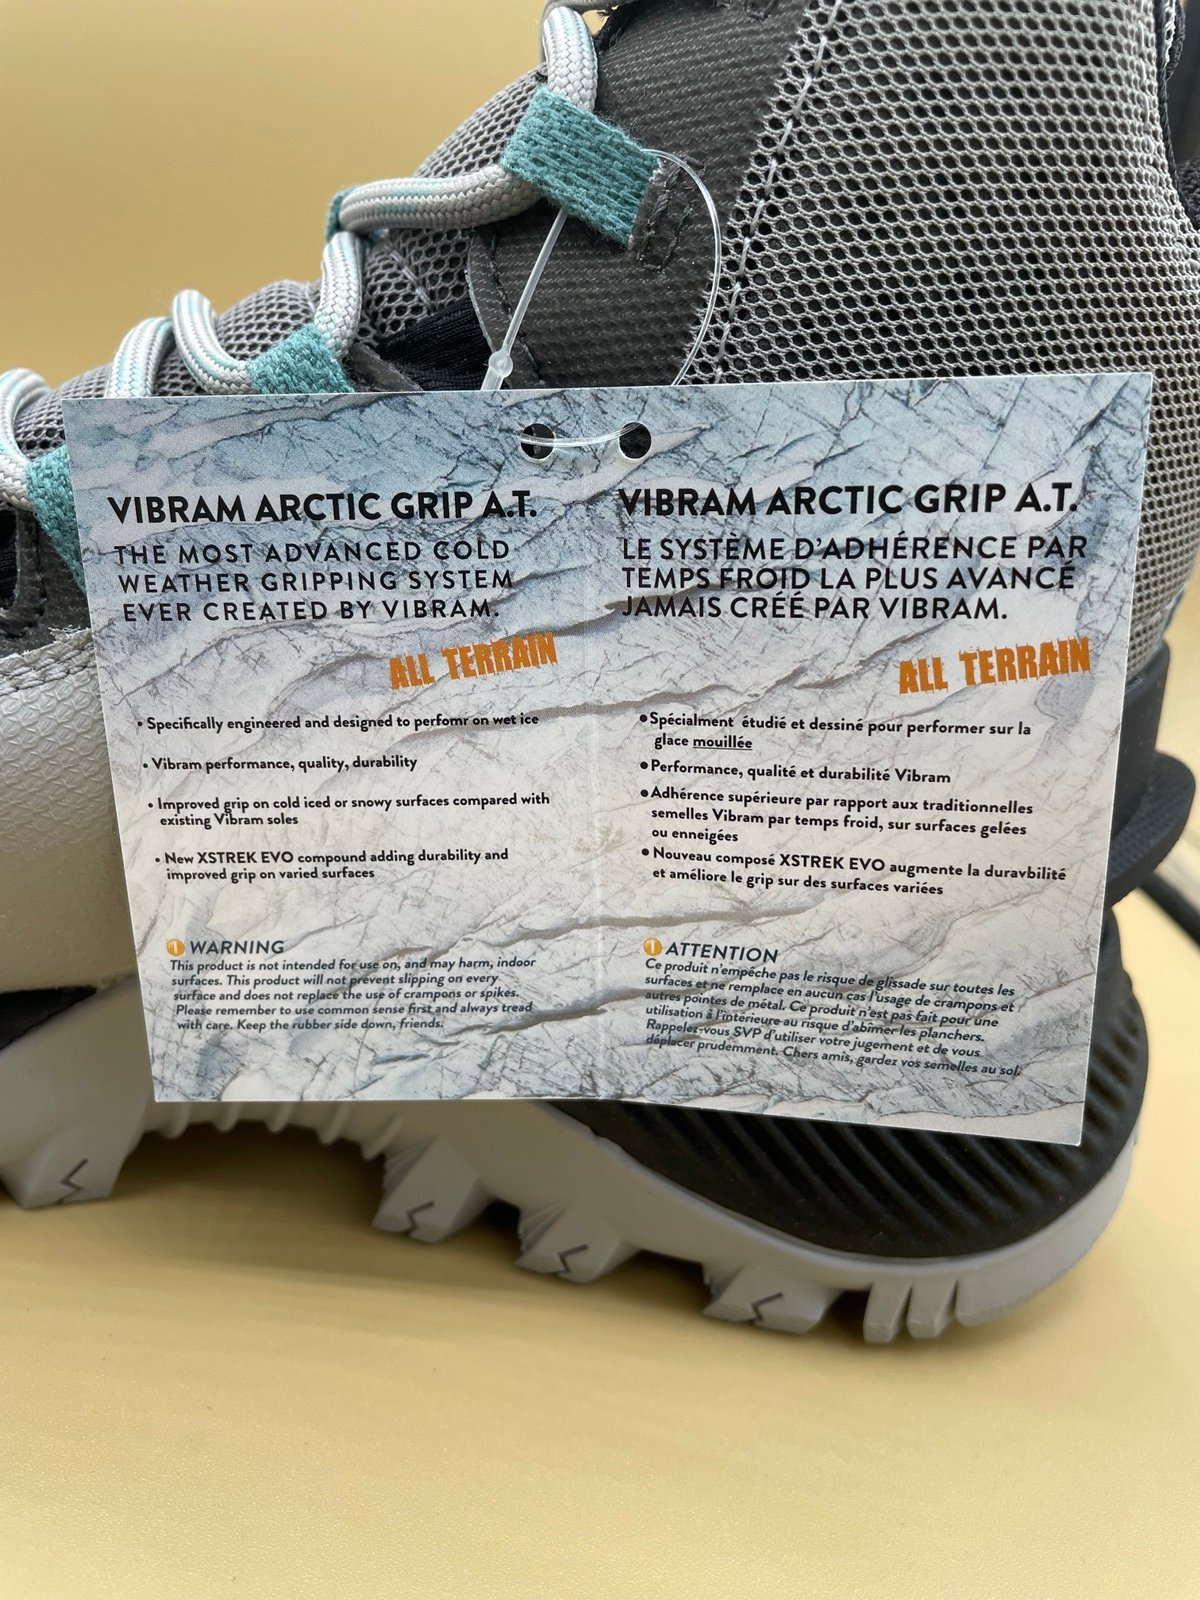 VIBRAM ARCTIC GRIP A.T.
THE MOST ADVANCED COLD
WEATHER GRIPPING SYSTEM
EVER CREATED BY VIBRAM.
ALL TERRAIN
• Specifically engineered and designed to perfomr on wet ice
• Vibram performance, quality, durability
• Improved grip on cold iced or snowy surfaces compared with
existing Vibram soles
• New XSTREK EVO compound adding durability and
improved grip on varied surfaces
! WARNING
This product is not intended for use on, and may harm, indoor
surfaces. This product will not prevent slipping on every
surface and does not replace the use of crampons or spikes.
Please remember to use common sense first and always tread
with care. Keep the rubber side down, friends.
VIBRAM ARCTIC GRIP A.T.
LE SYSTÈME D'ADHÉRENCE PAR
TEMPS FROID LA PLUS AVANCÉ
JAMAIS CRÉÉ PAR VIBRAM.
ALL TERRAIN
• Spécialment étudié et dessiné pour performer sur la
glace mouillée
• Performance, qualité et durabilité Vibram
• Adhérence supérieure par rapport aux traditionnelles
semelles Vibram par temps froid, sur surfaces gelées
ou enneigées
• Nouveau composé XSTREK EVO augmente la duravbilité
et améliore le grip sur des surfaces variées
! ATTENTION
Ce produit n'empêche pas le risque de glissade sur toutes les
surfaces et ne remplace en aucun cas l'usage de crampons et
autres pointes de métal. Ce produit n'est pas fait pour une
utilisation à l'intérieure au risque d'abîmer les planchers.
Rappelez-vous SVP d'utiliser votre jugement et de vous
déplacer prudemment. Chers amis, gardez vos semelles au sol.